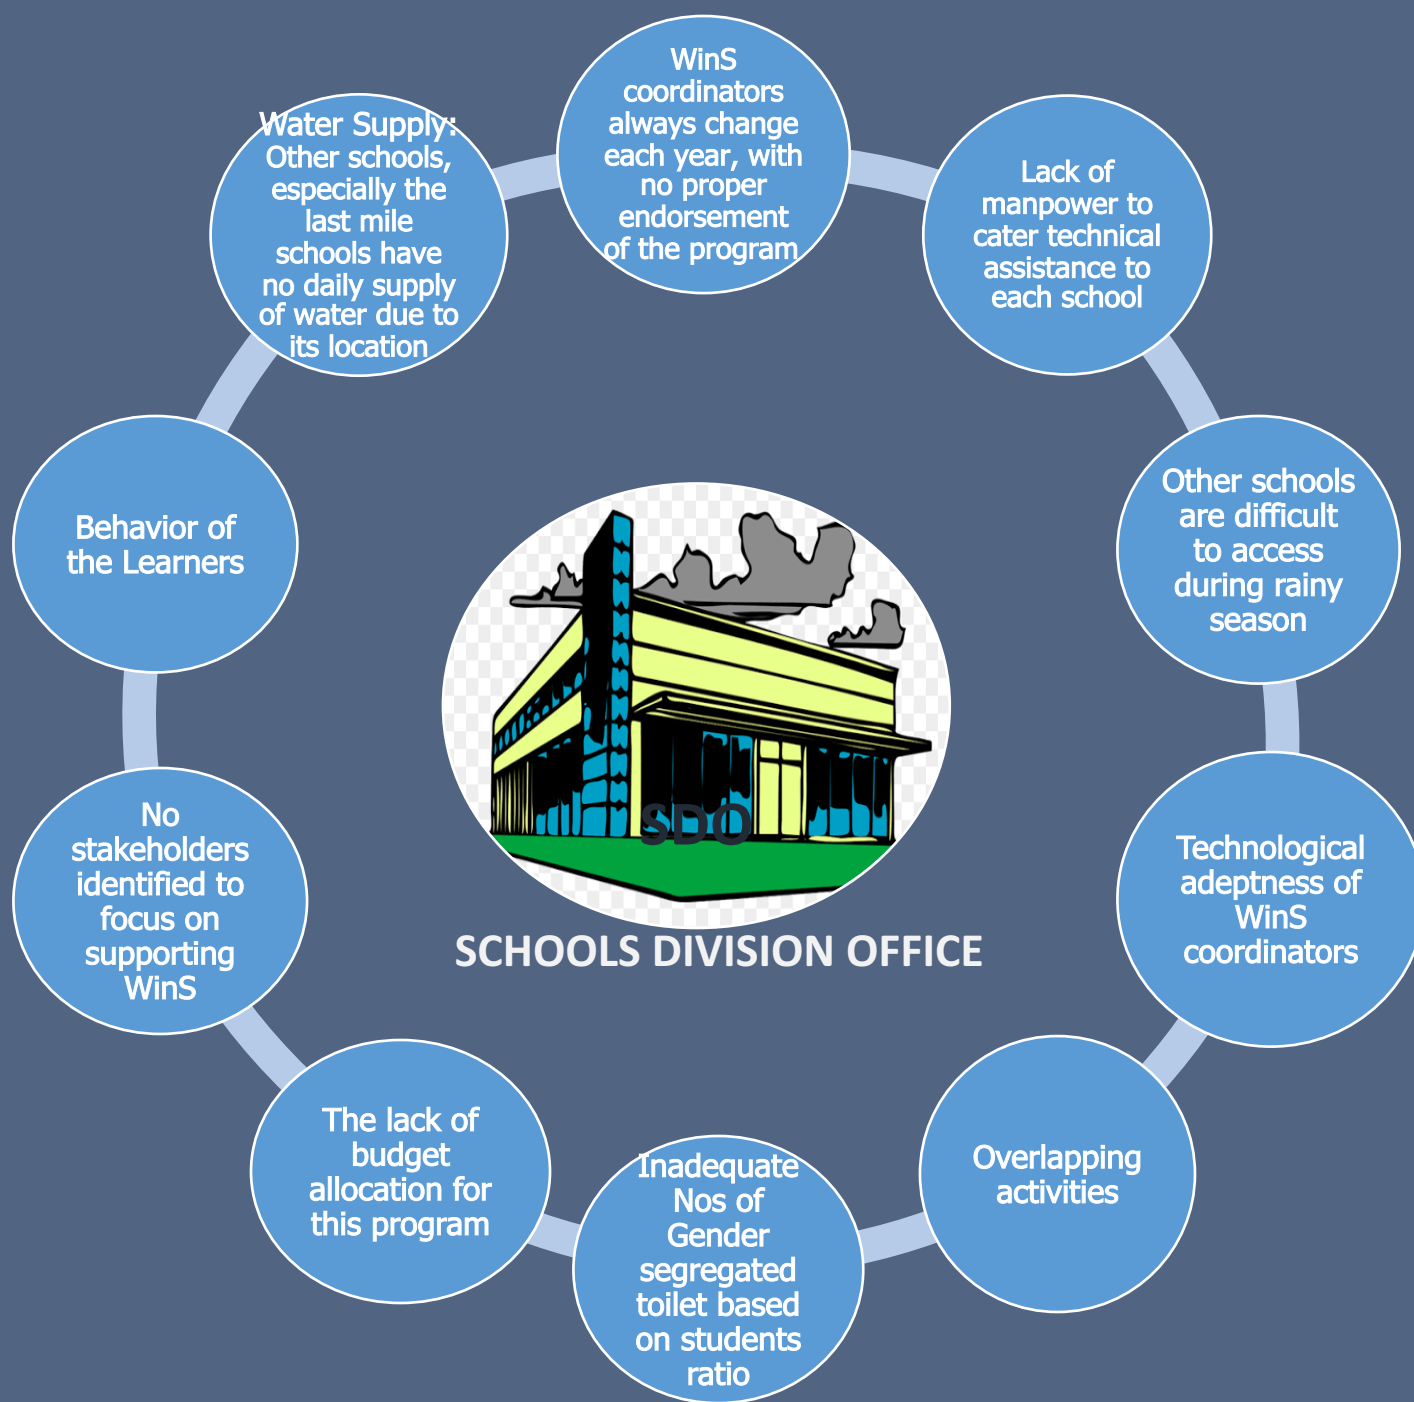 WinS
coordinators
always change
each year, with
no proper
endorsement
of the program
Lack of
manpower to
cater technical
assistance to
each school
Other schools
are difficult
to access
during rainy
season
Technological
adeptness of
WinS
coordinators
Overlapping
activities
Inadequate
Nos of
Gender
segregated
toilet based
on students
ratio
The lack of
budget
allocation for
this program
No
stakeholders
identified to
focus on
supporting
WinS
Behavior of
the Learners
Water Supply:
Other schools,
especially the
last mile
schools have
no daily supply
of water due to
its location
SDO
SCHOOLS DIVISION OFFICE